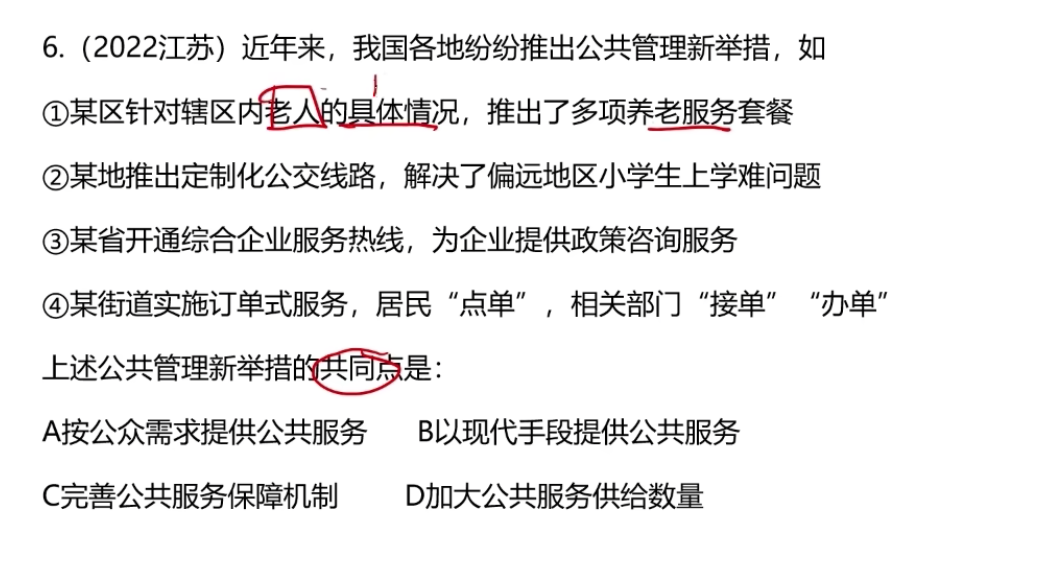 6.（2022江苏）近年来，我国各地纷纷推出公共管理新举措，如
①某区针对辖区内老人的具体情况，推出了多项养老服务套餐
②某地推出定制化公交线路，解决了偏远地区小学生上学难问题
③某省开通综合企业服务热线，为企业提供政策咨询服务
④某街道实施订单式服务，居民“点单”，相关部门“接单”“办单”
上述公共管理新举措的共同点是：
A按公众需求提供公共服务 B以现代手段提供公共服务
C完善公共服务保障机制 D加大公共服务供给数量